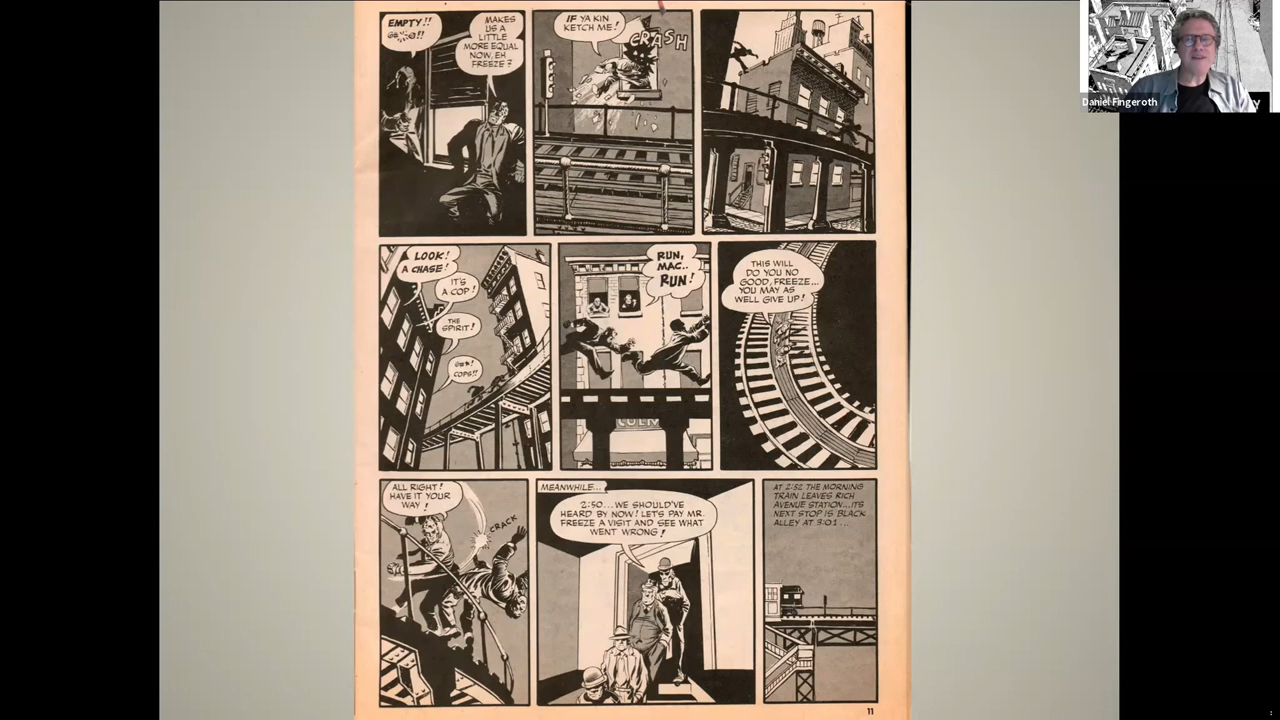 EMPTY!!
MAKES
US A
LITTLE
MORE EQUAL
NOW, EH
FREEZE?
IF YA KIN
KETCH ME!
CRASH
LOOK!
A CHASE!
IT'S
A COP!
THE
SPIRIT!
COPS!!
RUN,
MAC..
RUN!
THIS WILL
DO YOU NO
GOOD, FREEZE...
YOU MAY AS
WELL GIVE UP!
ALL RIGHT!
HAVE IT YOUR
WAY!
CRACK
MEANWHILE...
2:50...WE SHOULD'VE
HEARD BY NOW! LET'S PAY MR.
FREEZE A VISIT AND SEE WHAT
WENT WRONG!
AT 2:52 THE MORNING
TRAIN LEAVES RICH
AVENUE STATION...ITS
NEXT STOP IS BLACK
ALLEY AT 3:01...
11
Daniel Fingeroth